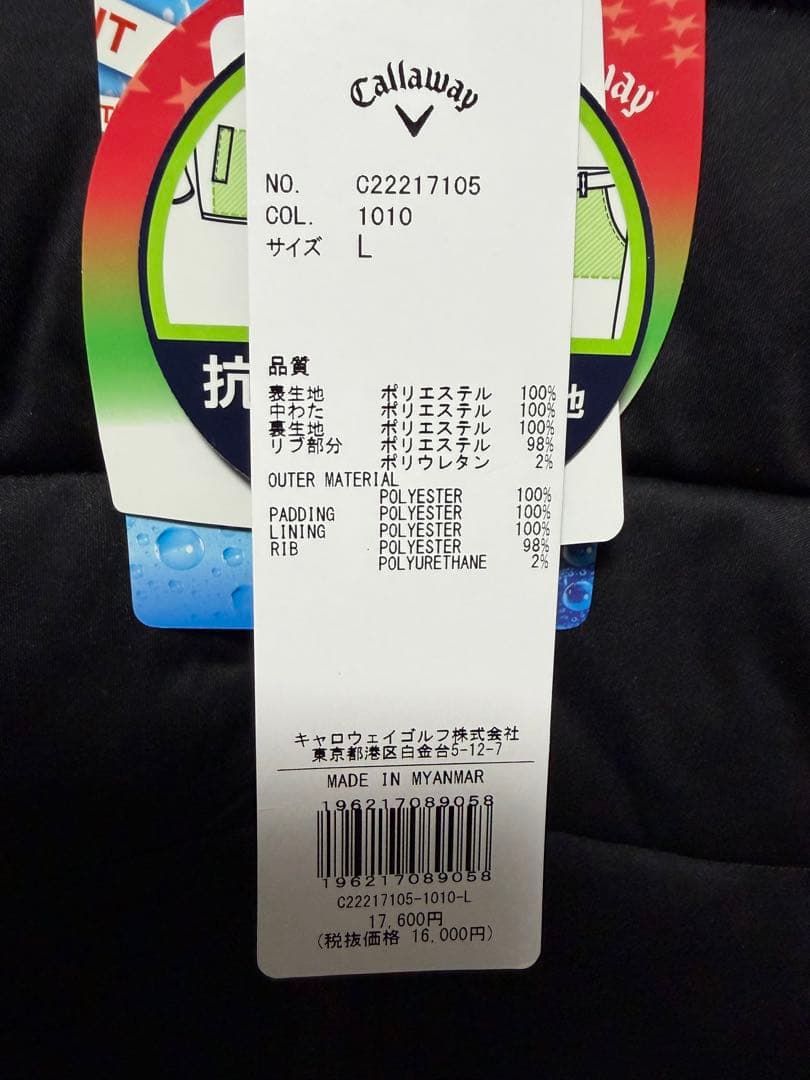 NT
Callaway
way
NO. C22217105
COL. 1010
サイズ L
抗
地
品質
表生地 ポリエステル 100%
中わた ポリエステル 100%
裏生地 ポリエステル 100%
リブ部分 ポリエステル 98%
ポリウレタン 2%
OUTER MATERIAL
POLYESTER 100%
PADDING POLYESTER 100%
LINING POLYESTER 100%
RIB POLYESTER 98%
POLYURETHANE 2%
キャロウェイゴルフ株式会社
東京都港区白金台5-12-7
MADE IN MYANMAR
196217089058
196217089058
C22217105-1010-L
17,600円
(税抜価格 16,000円)